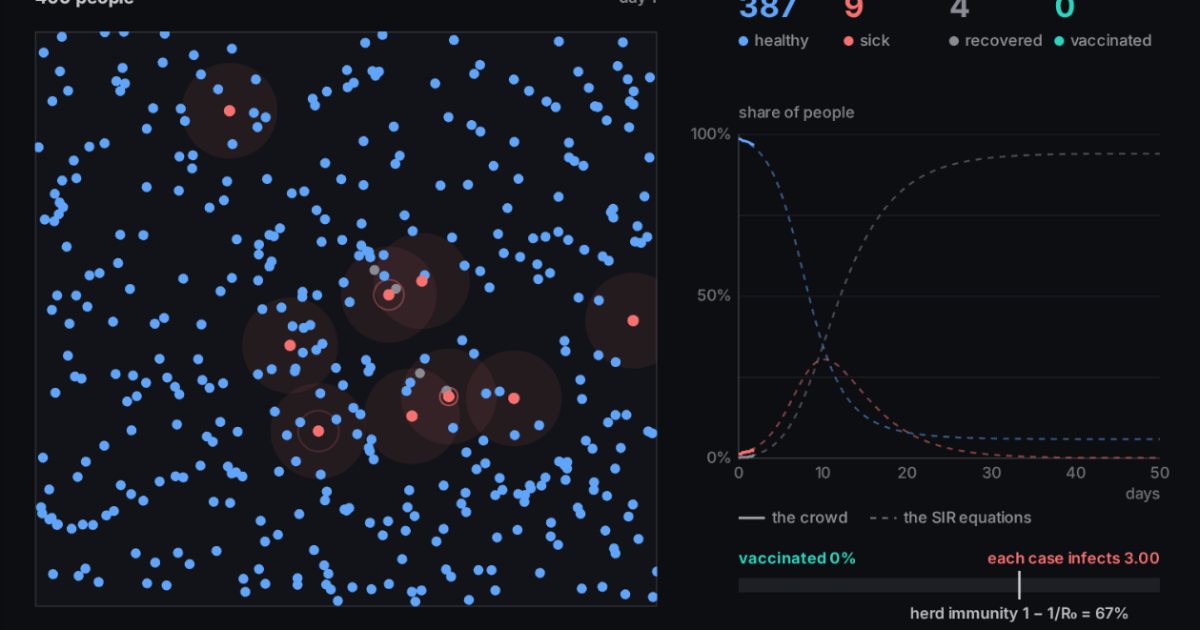 400 people
387 9 4 0
healthy sick recovered vaccinated
share of people
100%
50%
0%
0 10 20 30 40 50
days
the crowd the SIR equations
vaccinated 0% each case infects 3.00
herd immunity 1 − 1/R₀ = 67%